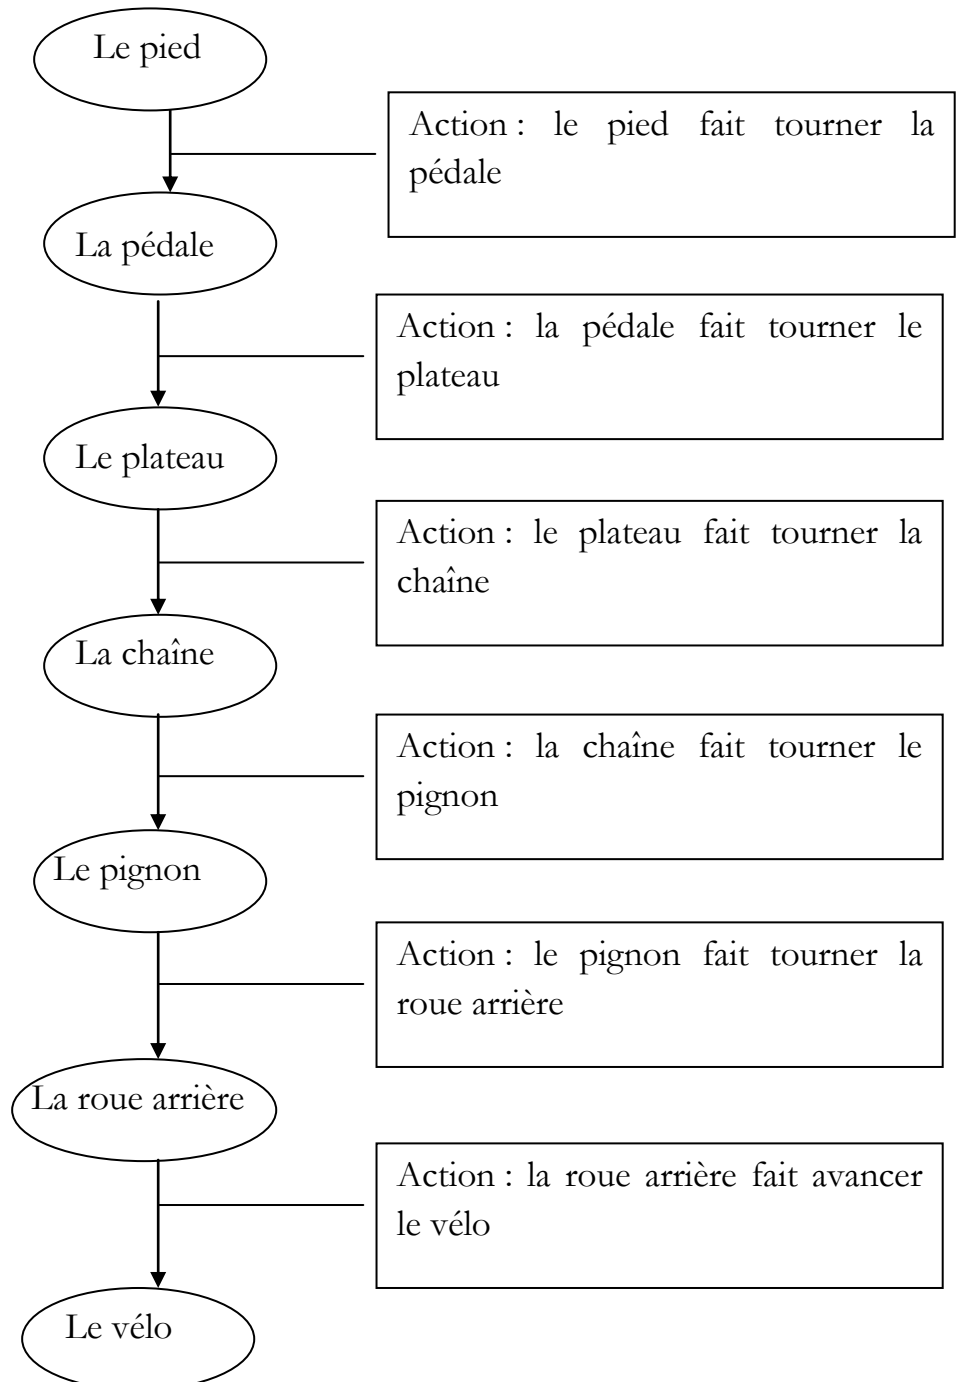 Le pied
Action : le pied fait tourner la
pédale
La pédale
Action : la pédale fait tourner le
plateau
Le plateau
Action : le plateau fait tourner la
chaîne
La chaîne
Action : la chaîne fait tourner le
pignon
Le pignon
Action : le pignon fait tourner la
roue arrière
La roue arrière
Action : la roue arrière fait avancer
le vélo
Le vélo